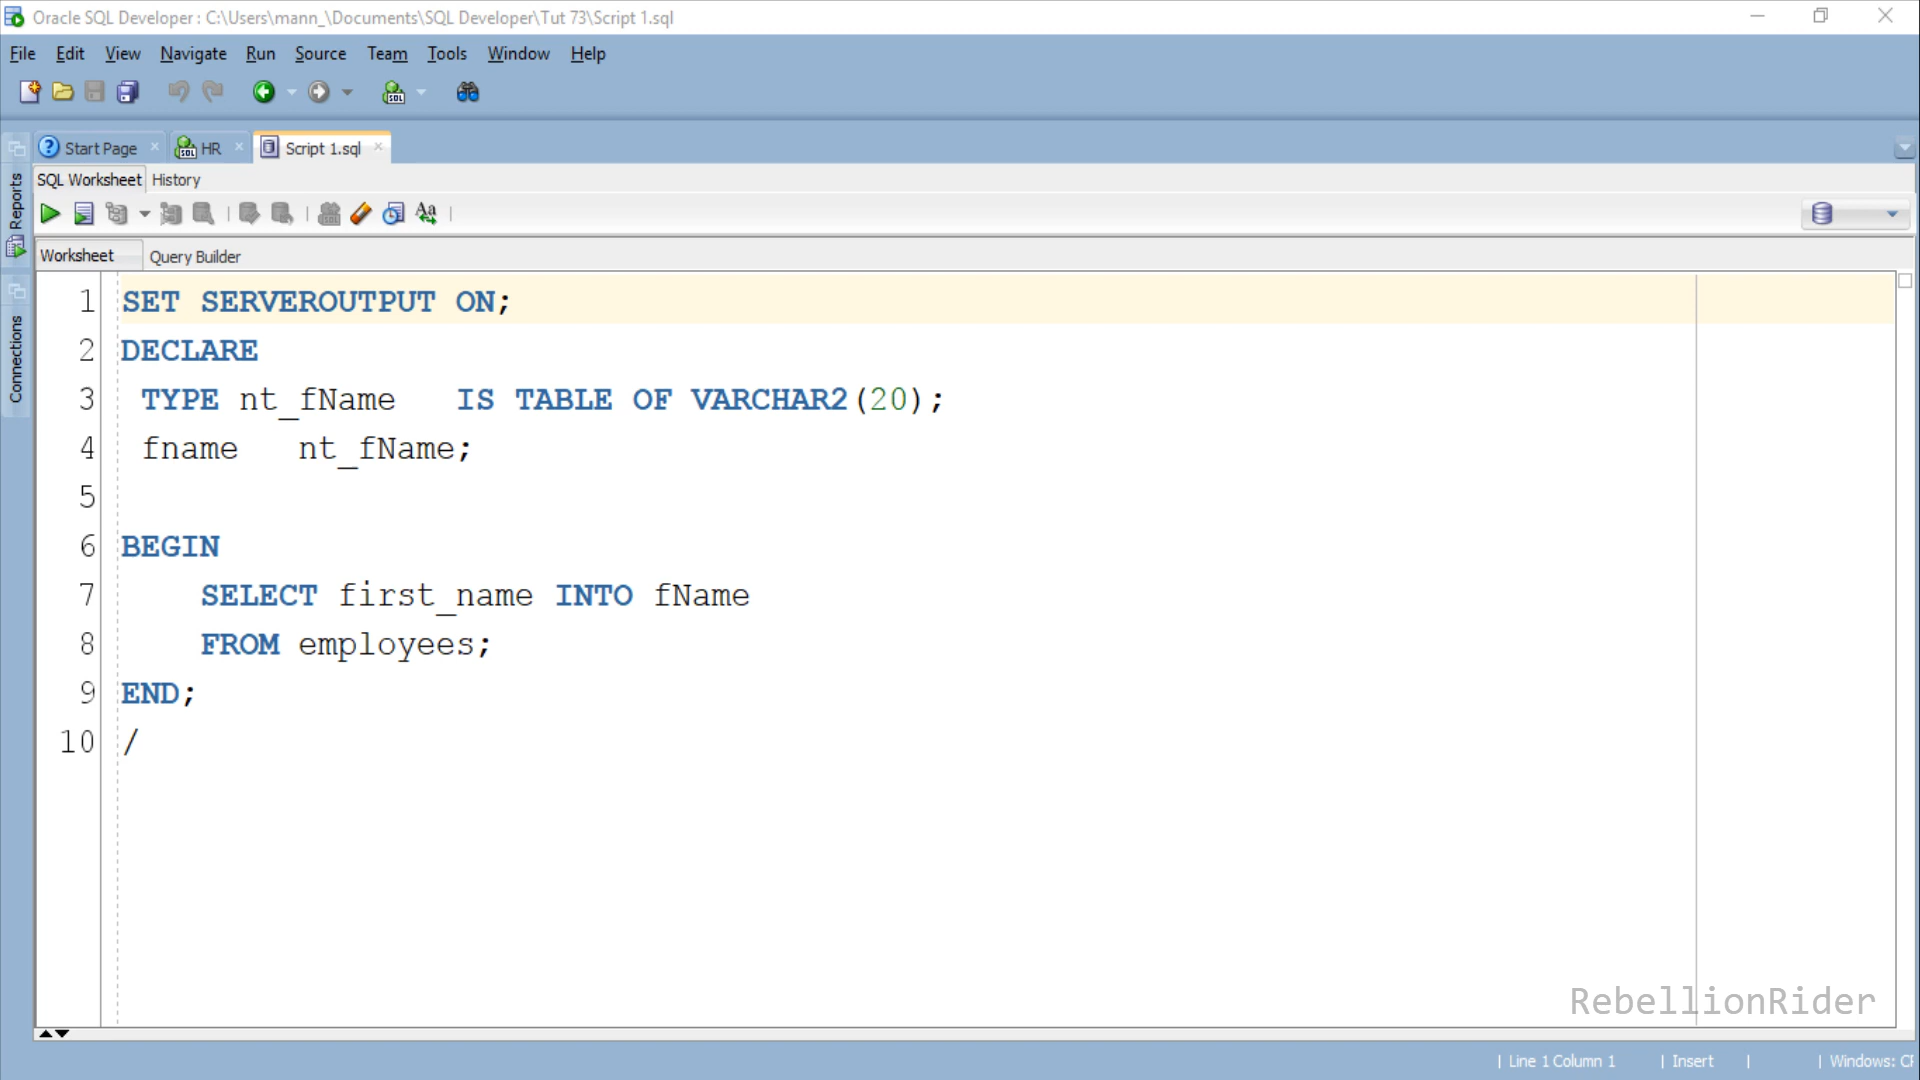 Oracle SQL Developer : C:\Users\mann_\Documents\SQL Developer\Tut 73\Script 1.sql
File Edit View Navigate Run Source Team Tools Window Help
Start Page HR Script 1.sql
SQL Worksheet History
Reports
Connections
Worksheet Query Builder
1 SET SERVEROUTPUT ON;
2 DECLARE
3 TYPE nt_fName IS TABLE OF VARCHAR2(20);
4 fname nt_fName;
5
6 BEGIN
7 SELECT first_name INTO fName
8 FROM employees;
9 END;
10 /
RebellionRider
Line 1 Column 1 | Insert | | Windows: CF